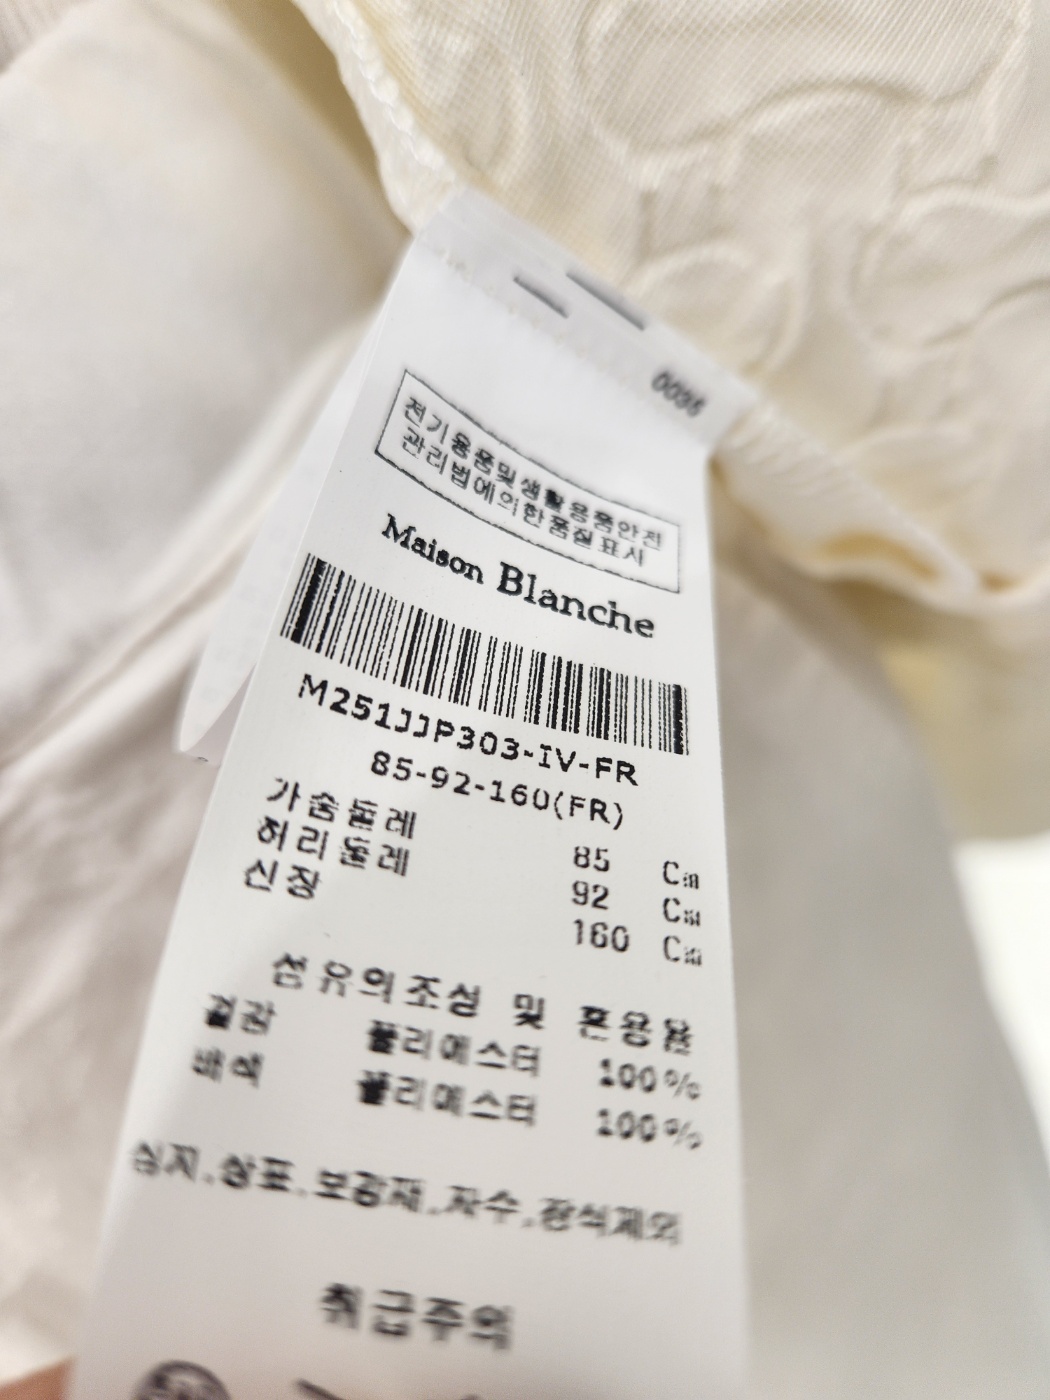 0035
전기용품및생활용품안전
관리법에의한품질표시
Maison Blanche
M251JJP303-IV-FR
85-92-160(FR)
가슴둘레 85 Cm
허리둘레 92 Cm
신장 160 Cm
섬유의조성 및 혼용율
겉감 폴리에스터 100%
배색 폴리에스터 100%
심지,상표,보강재,자수,장식제외
취급주의